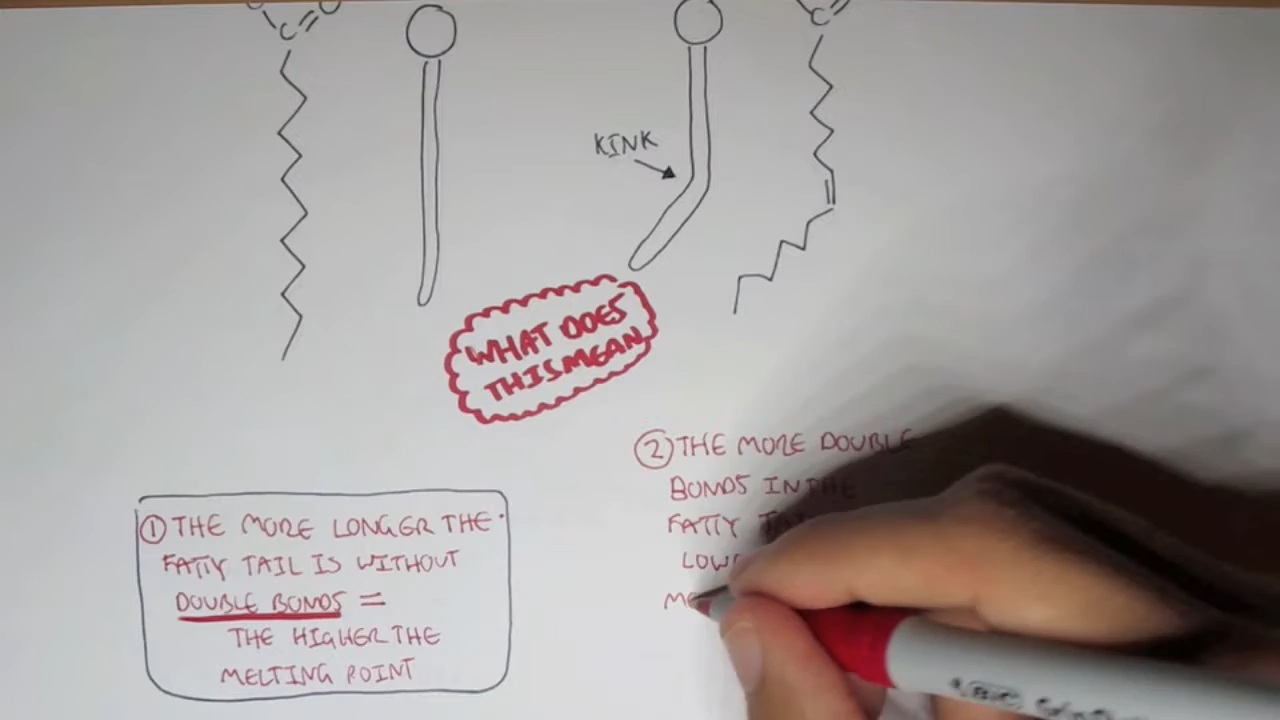 C
C
KINK
WHAT DOES
THIS MEAN
① THE MORE LONGER THE
FATTY TAIL IS WITHOUT
DOUBLE BONDS =
THE HIGHER THE
MELTING POINT
② THE MORE DOUBLE
BONDS IN THE
FATTY
BIC